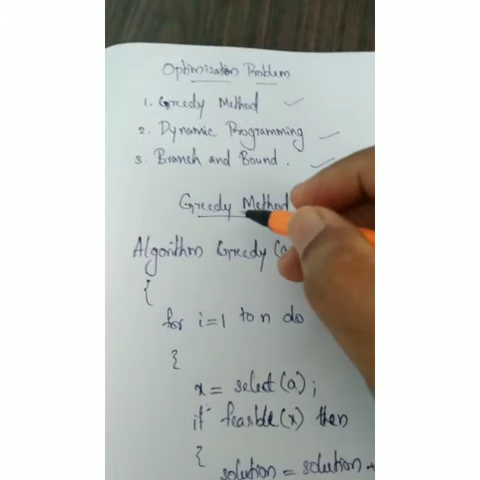 Optimization Problem
1. Greedy Method
2. Dynamic Programming
3. Branch and Bound.
Greedy Method
Algorithm Greedy (a
{
for i=1 to n do
{
x = select(a);
if feasible(x) then
{
solution = solution +